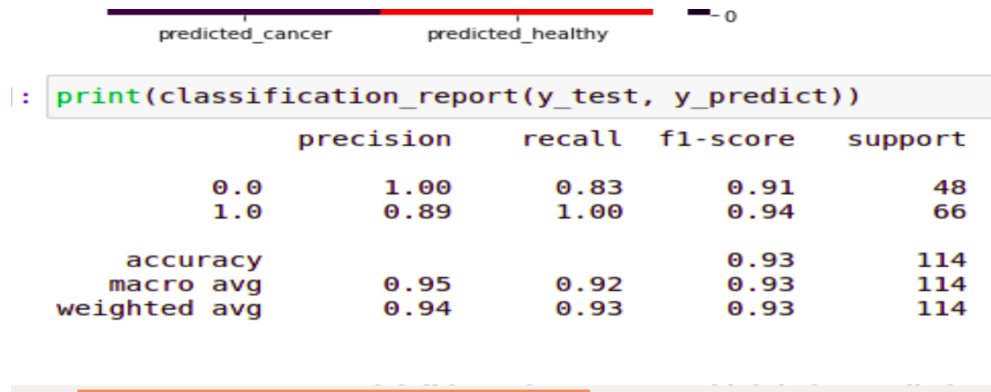 0
predicted_cancer predicted_healthy
: print(classification_report(y_test, y_predict))
precision recall f1-score support
0.0 1.00 0.83 0.91 48
1.0 0.89 1.00 0.94 66
accuracy 0.93 114
macro avg 0.95 0.92 0.93 114
weighted avg 0.94 0.93 0.93 114